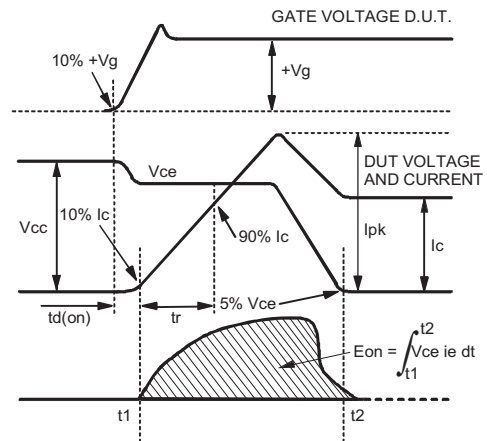 GATE VOLTAGE D.U.T.
10% +Vg
+Vg
Vce
DUT VOLTAGE
AND CURRENT
Vcc
10% Ic
90% Ic
Ipk
Ic
td(on)
tr
5% Vce
Eon = ∫ Vce ie dt
t2
t1
t1
t2